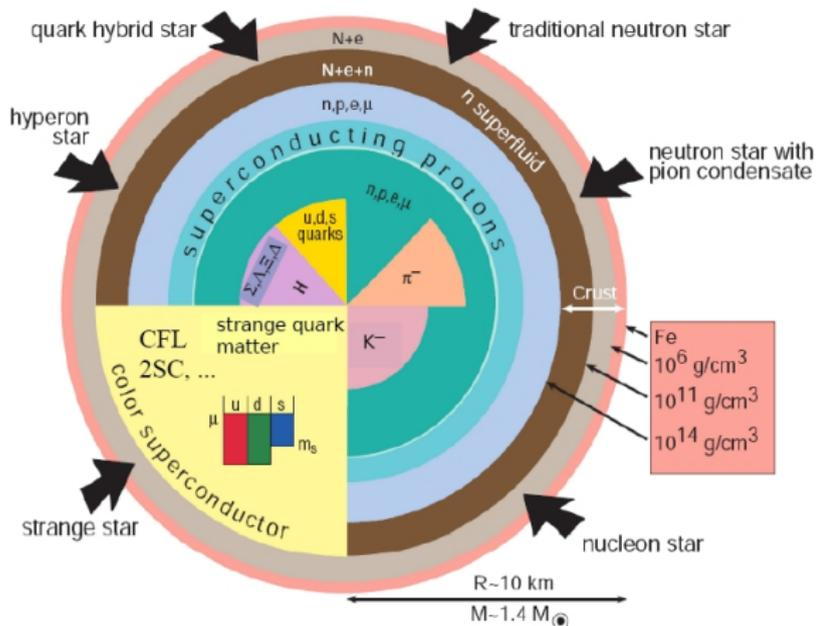 quark hybrid star
traditional neutron star
N+e
N+e+n
n superfluid
n,p,e,μ
hyperon
star
neutron star with
pion condensate
superconducting protons
n,p,e,μ
u,d,s
quarks
Σ,Λ,Ξ,Δ
H
π⁻
Crust
CFL
2SC, ...
strange quark
matter
K⁻
Fe
10⁶ g/cm³
10¹¹ g/cm³
10¹⁴ g/cm³
color superconductor
u d s
μ
mₛ
strange star
nucleon star
R~10 km
M~1.4 M☉